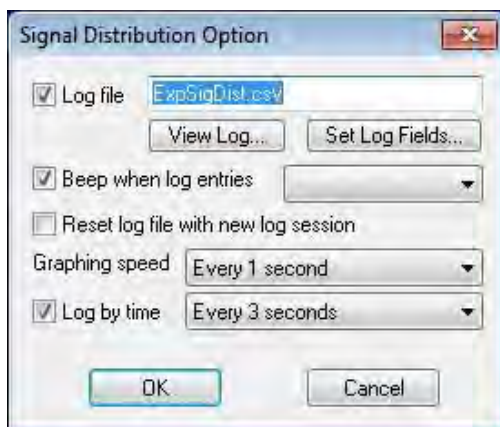 Signal Distribution Option
Log file ExpSigDist.csv
View Log... Set Log Fields...
Beep when log entries
Reset log file with new log session
Graphing speed Every 1 second
Log by time Every 3 seconds
OK Cancel